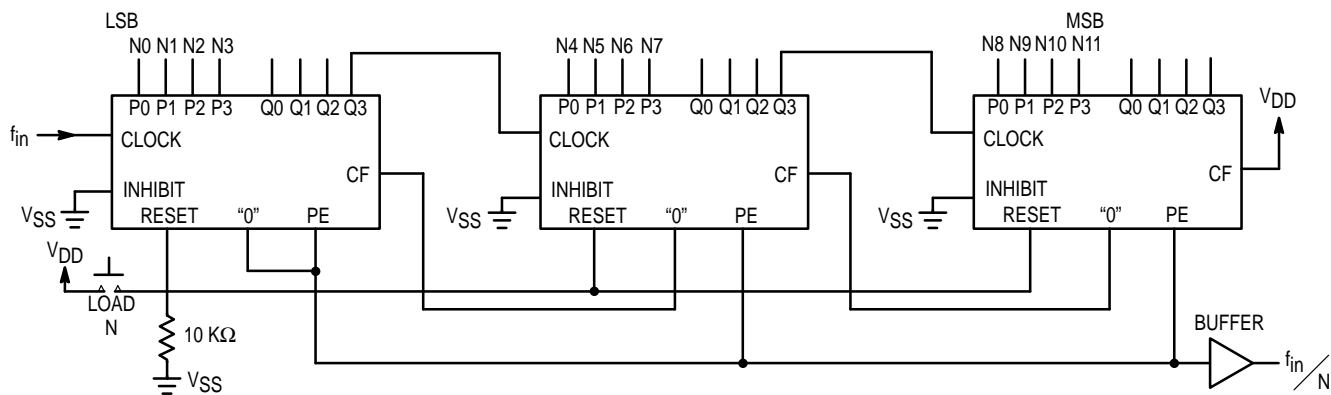 LSB
MSB
N0 N1 N2 N3
N4 N5 N6 N7
N8 N9 N10 N11
P0 P1 P2 P3 Q0 Q1 Q2 Q3
P0 P1 P2 P3 Q0 Q1 Q2 Q3
P0 P1 P2 P3 Q0 Q1 Q2 Q3
VDD
fin
CLOCK
CLOCK
CLOCK
CF
CF
CF
INHIBIT
INHIBIT
INHIBIT
VSS
VSS
VSS
RESET “0” PE
RESET “0” PE
RESET “0” PE
VDD
LOAD
N
10 KΩ
VSS
BUFFER
fin/N